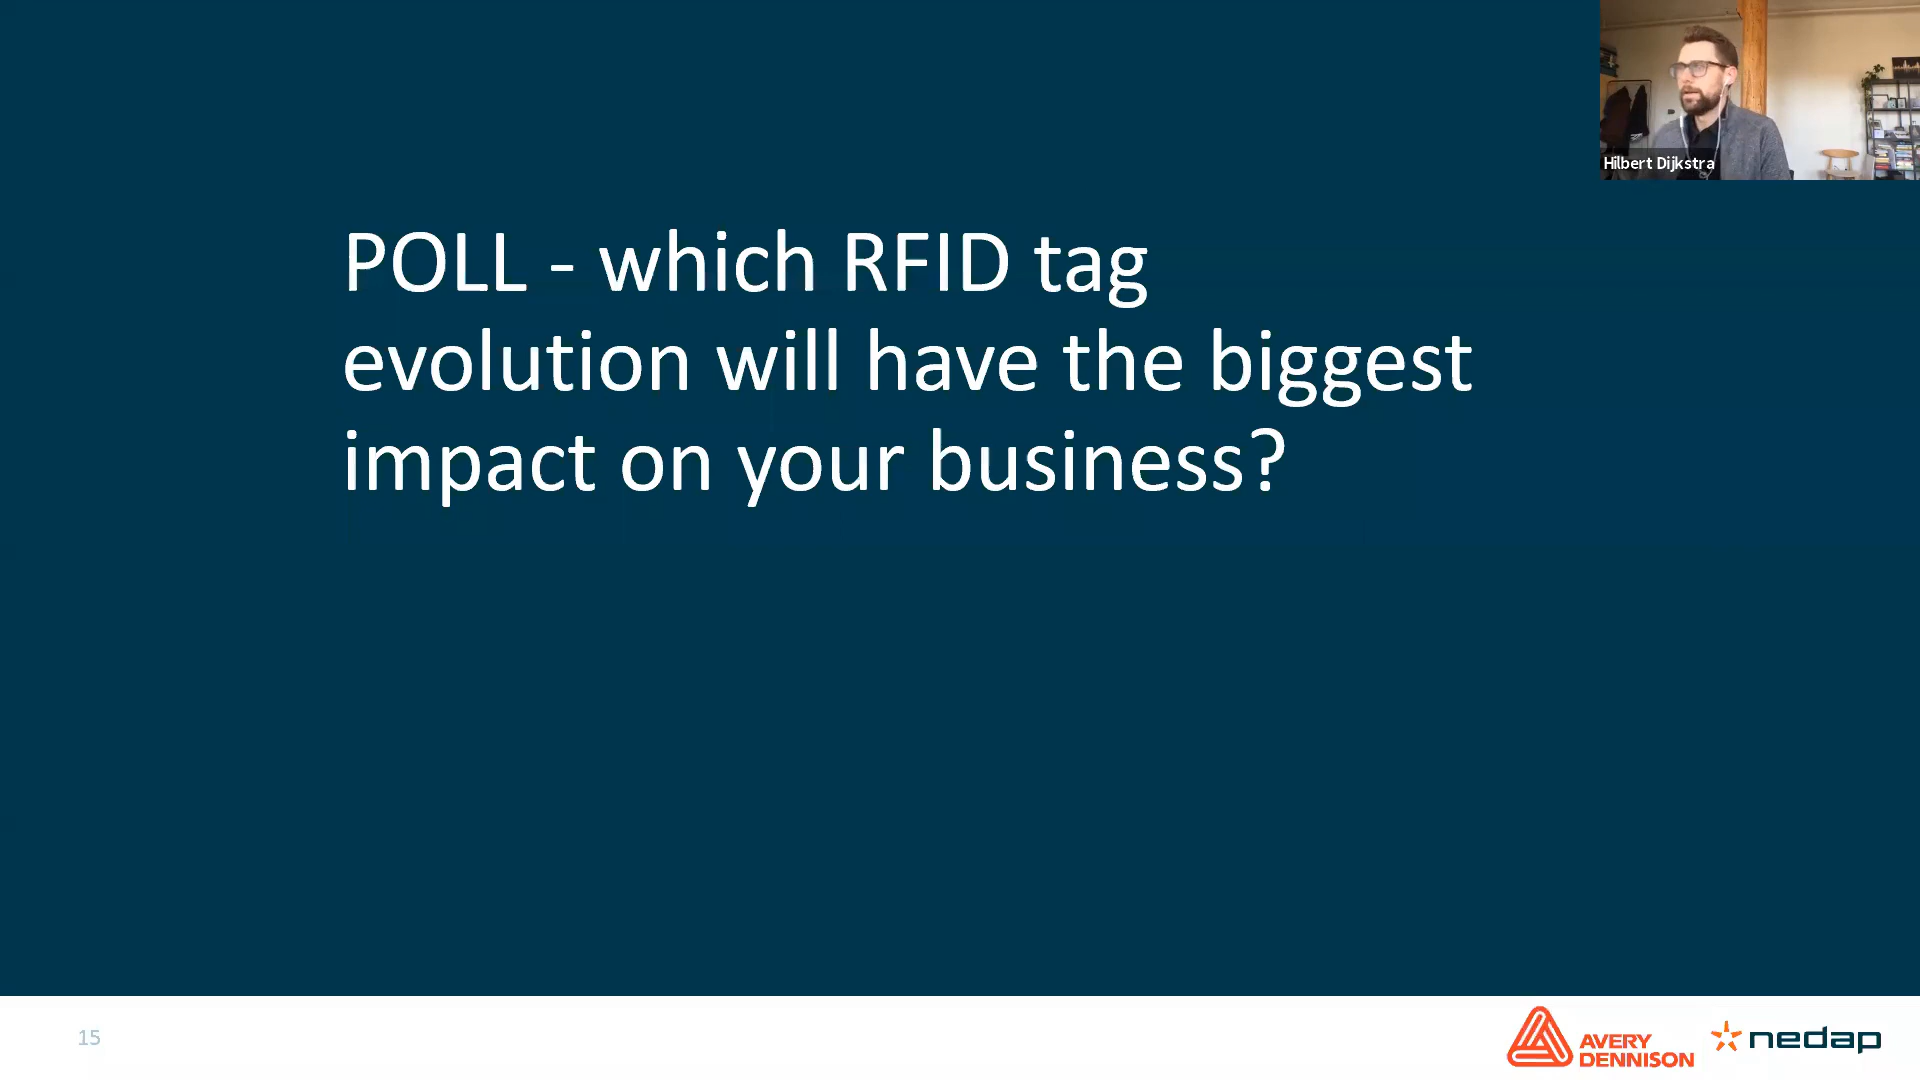 Hilbert Dijkstra
POLL - which RFID tag
evolution will have the biggest
impact on your business?
15
AVERY
DENNISON
nedap